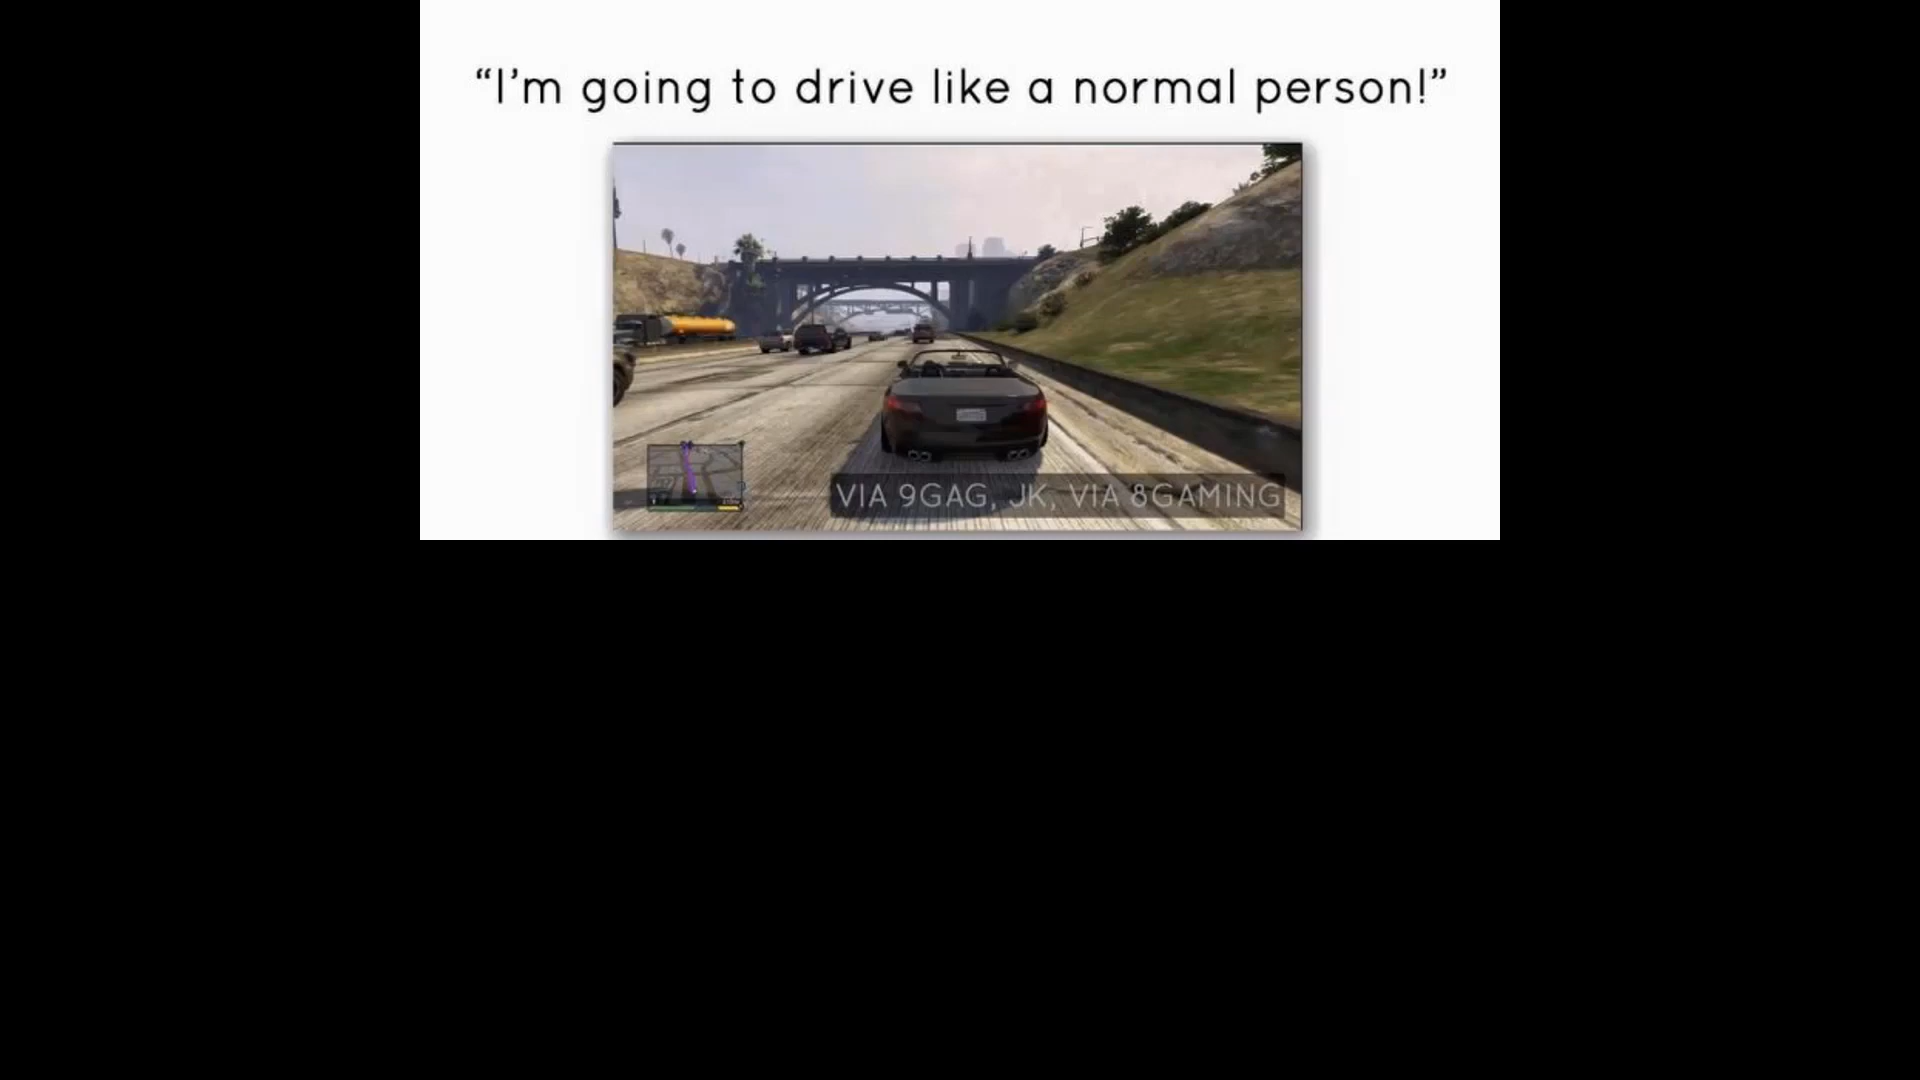 “I’m going to drive like a normal person!”
VIA 9GAG, JK, VIA 8GAMING